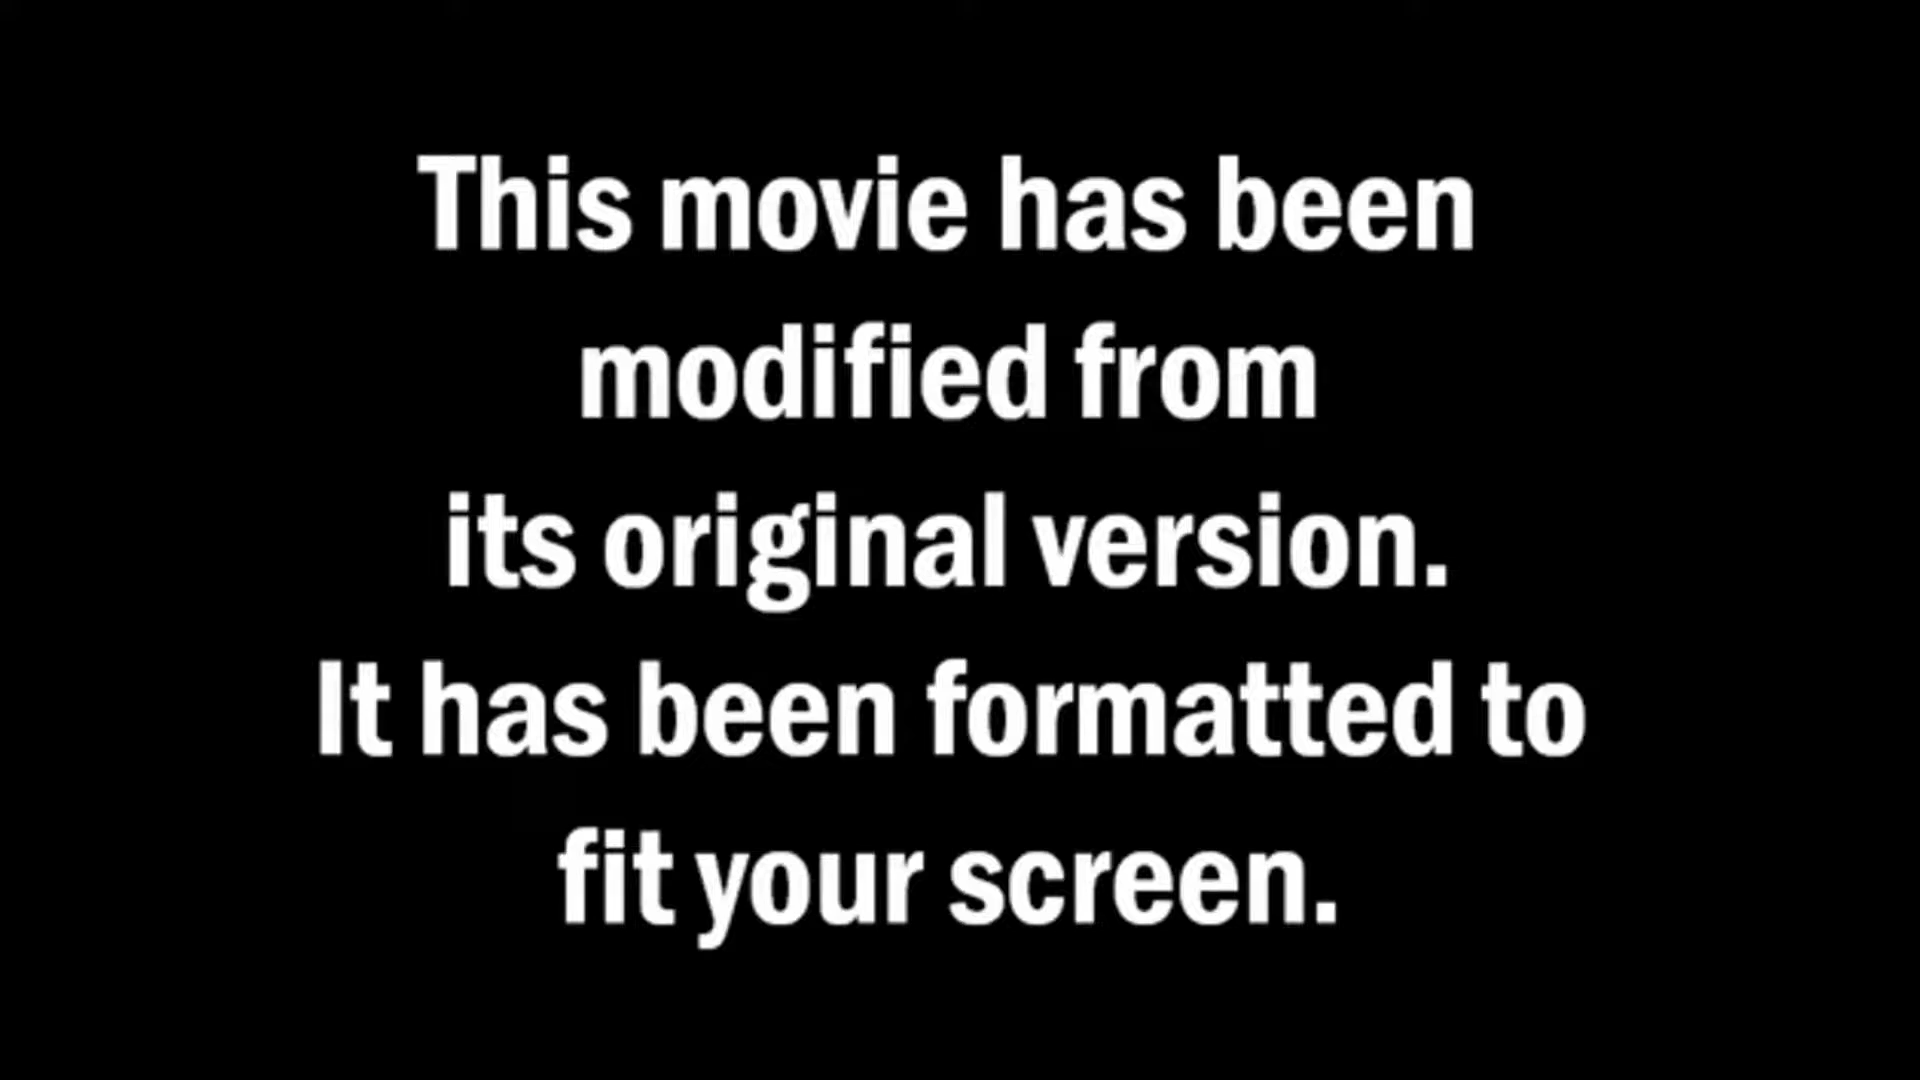 This movie has been
modified from
its original version.
It has been formatted to
fit your screen.